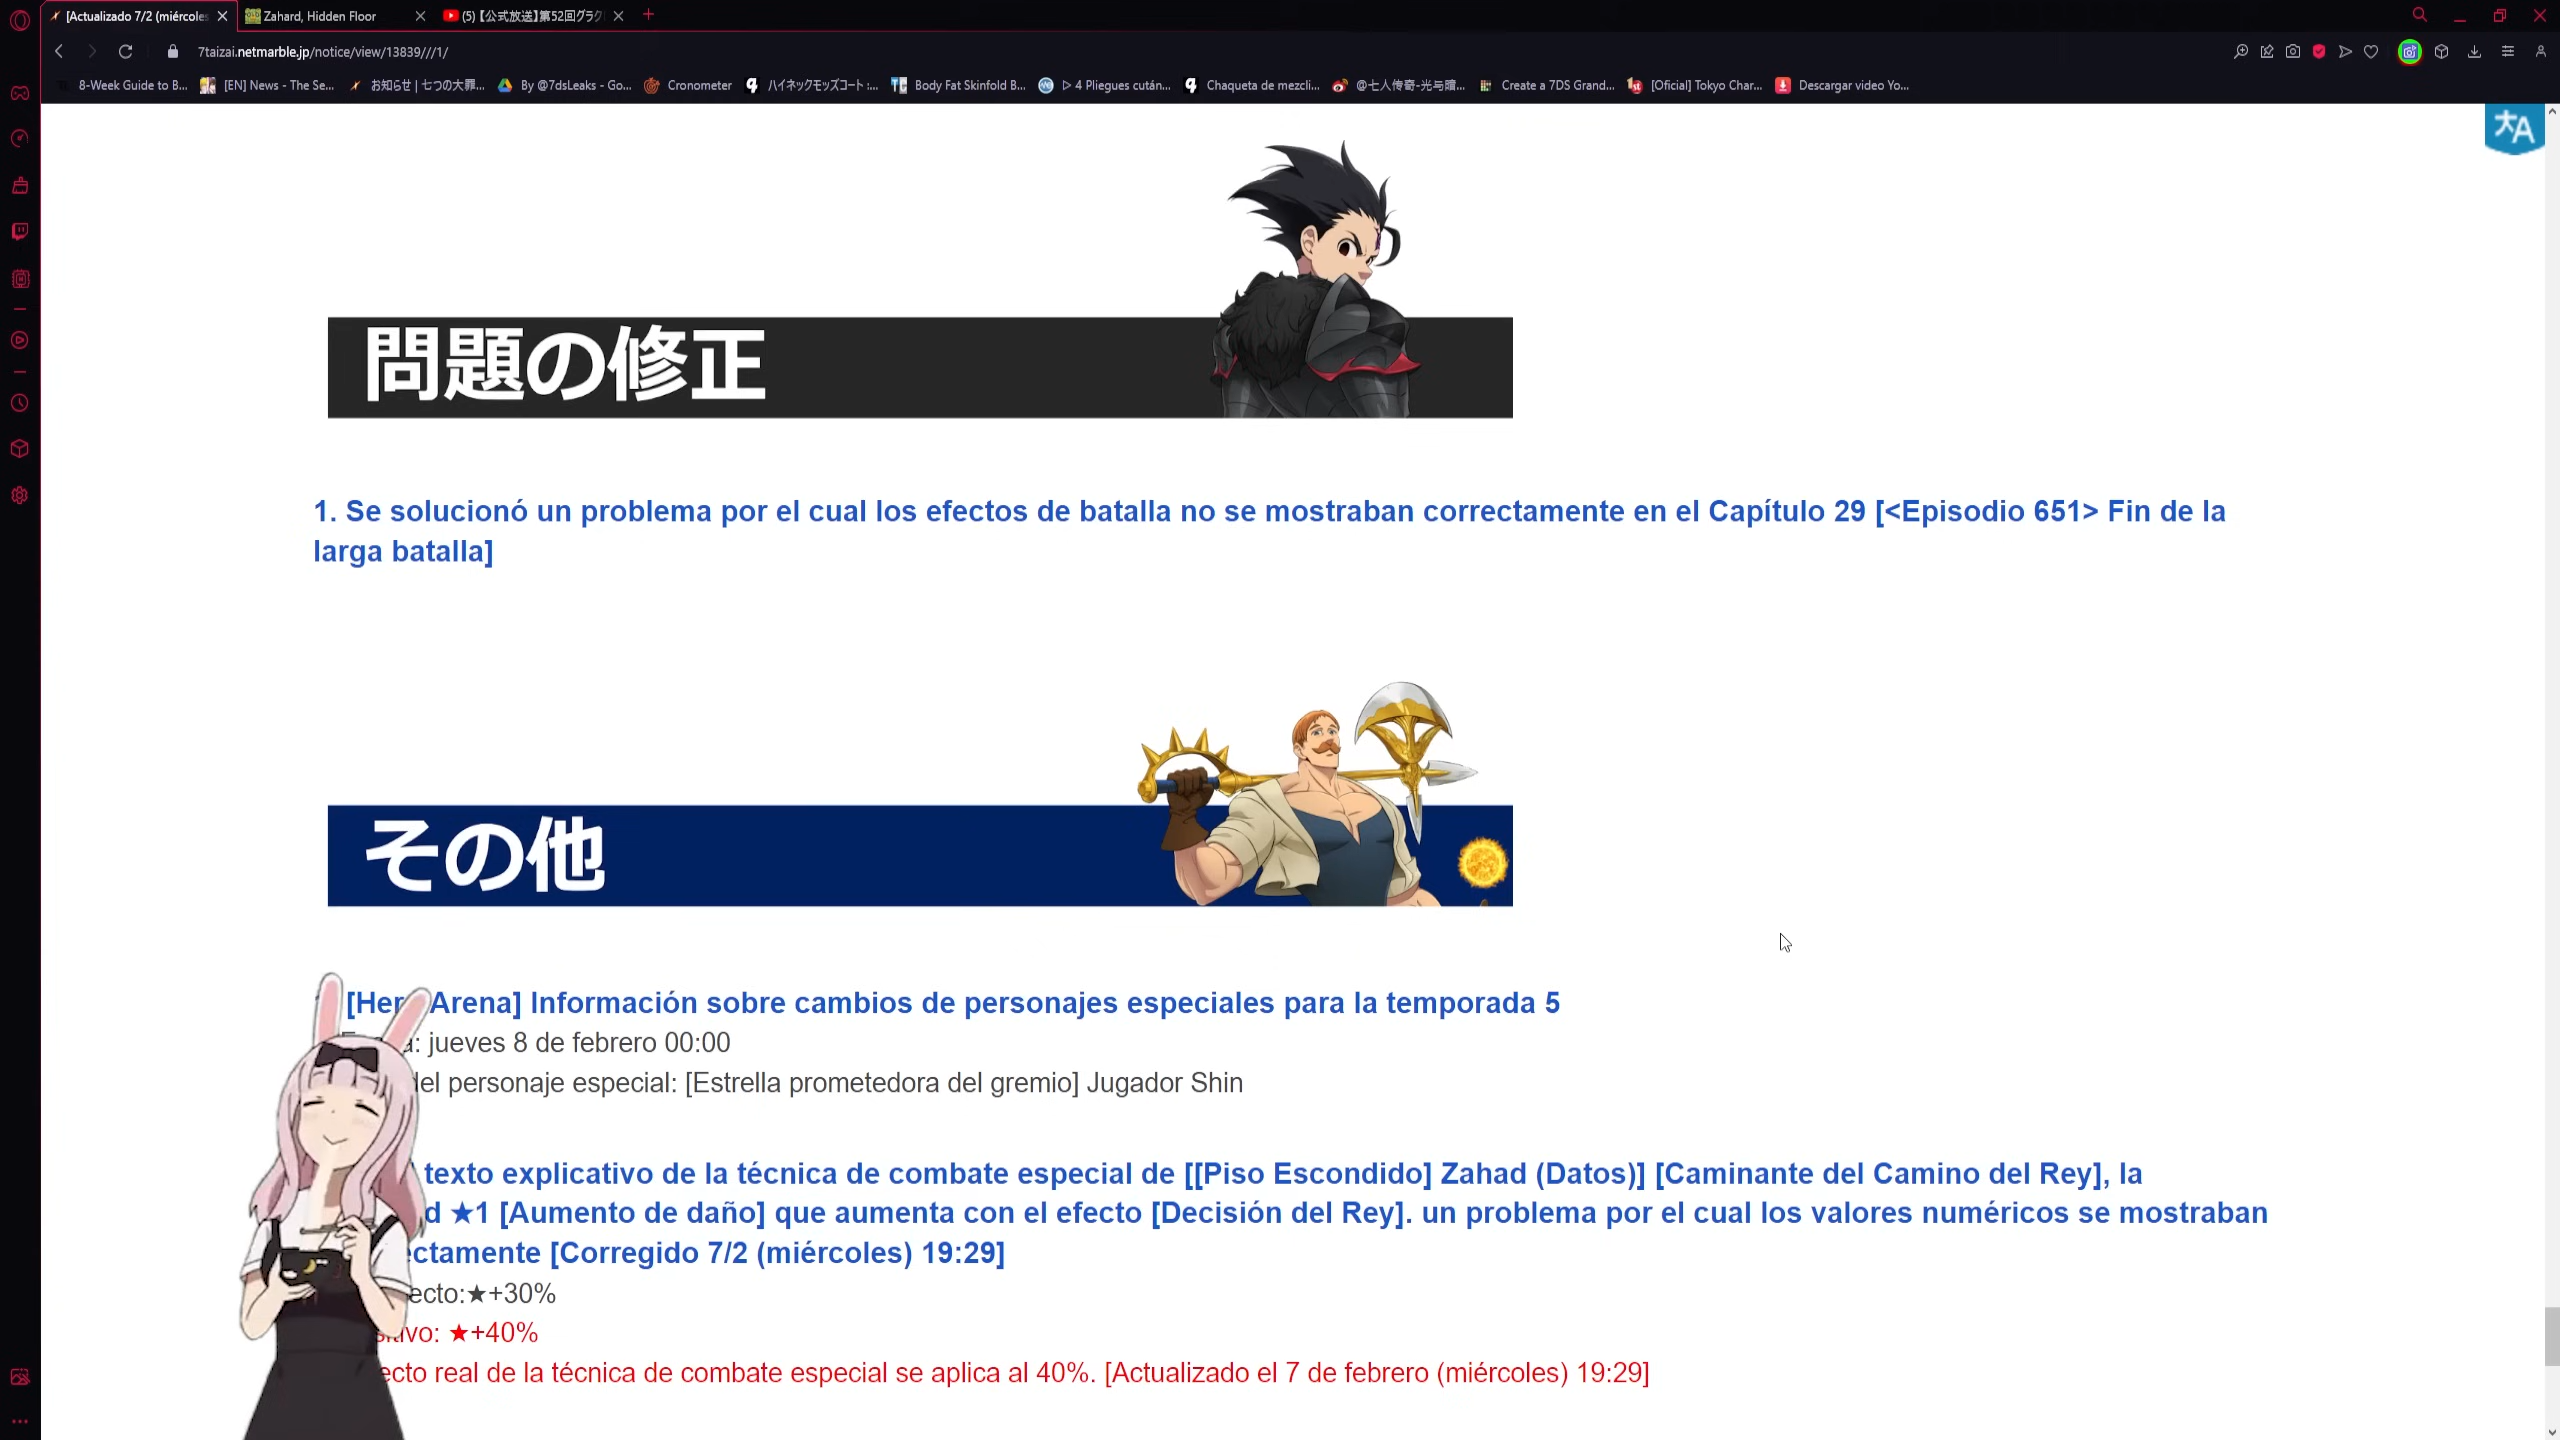 [Actualizado 7/2 (miércoles
Zahard, Hidden Floor
(5) 【公式放送】第52回グラク
7taizai.netmarble.jp/notice/view/13839///1/
8-Week Guide to B...
[EN] News - The Se...
お知らせ | 七つの大罪...
By @7dsLeaks - Go...
Cronometer
ハイネックモッズコート :...
Body Fat Skinfold B...
▷ 4 Pliegues cután...
Chaqueta de mezcli...
@七人传奇-光与暗...
Create a 7DS Grand...
[Oficial] Tokyo Char...
Descargar video Yo...
問題の修正
1. Se solucionó un problema por el cual los efectos de batalla no se mostraban correctamente en el Capítulo 29 [<Episodio 651> Fin de la
larga batalla]
その他
[Her Arena] Información sobre cambios de personajes especiales para la temporada 5
a: jueves 8 de febrero 00:00
del personaje especial: [Estrella prometedora del gremio] Jugador Shin
texto explicativo de la técnica de combate especial de [[Piso Escondido] Zahad (Datos)] [Caminante del Camino del Rey], la
d ★1 [Aumento de daño] que aumenta con el efecto [Decisión del Rey]. un problema por el cual los valores numéricos se mostraban
ectamente [Corregido 7/2 (miércoles) 19:29]
ecto:★+30%
sitivo: ★+40%
ecto real de la técnica de combate especial se aplica al 40%. [Actualizado el 7 de febrero (miércoles) 19:29]